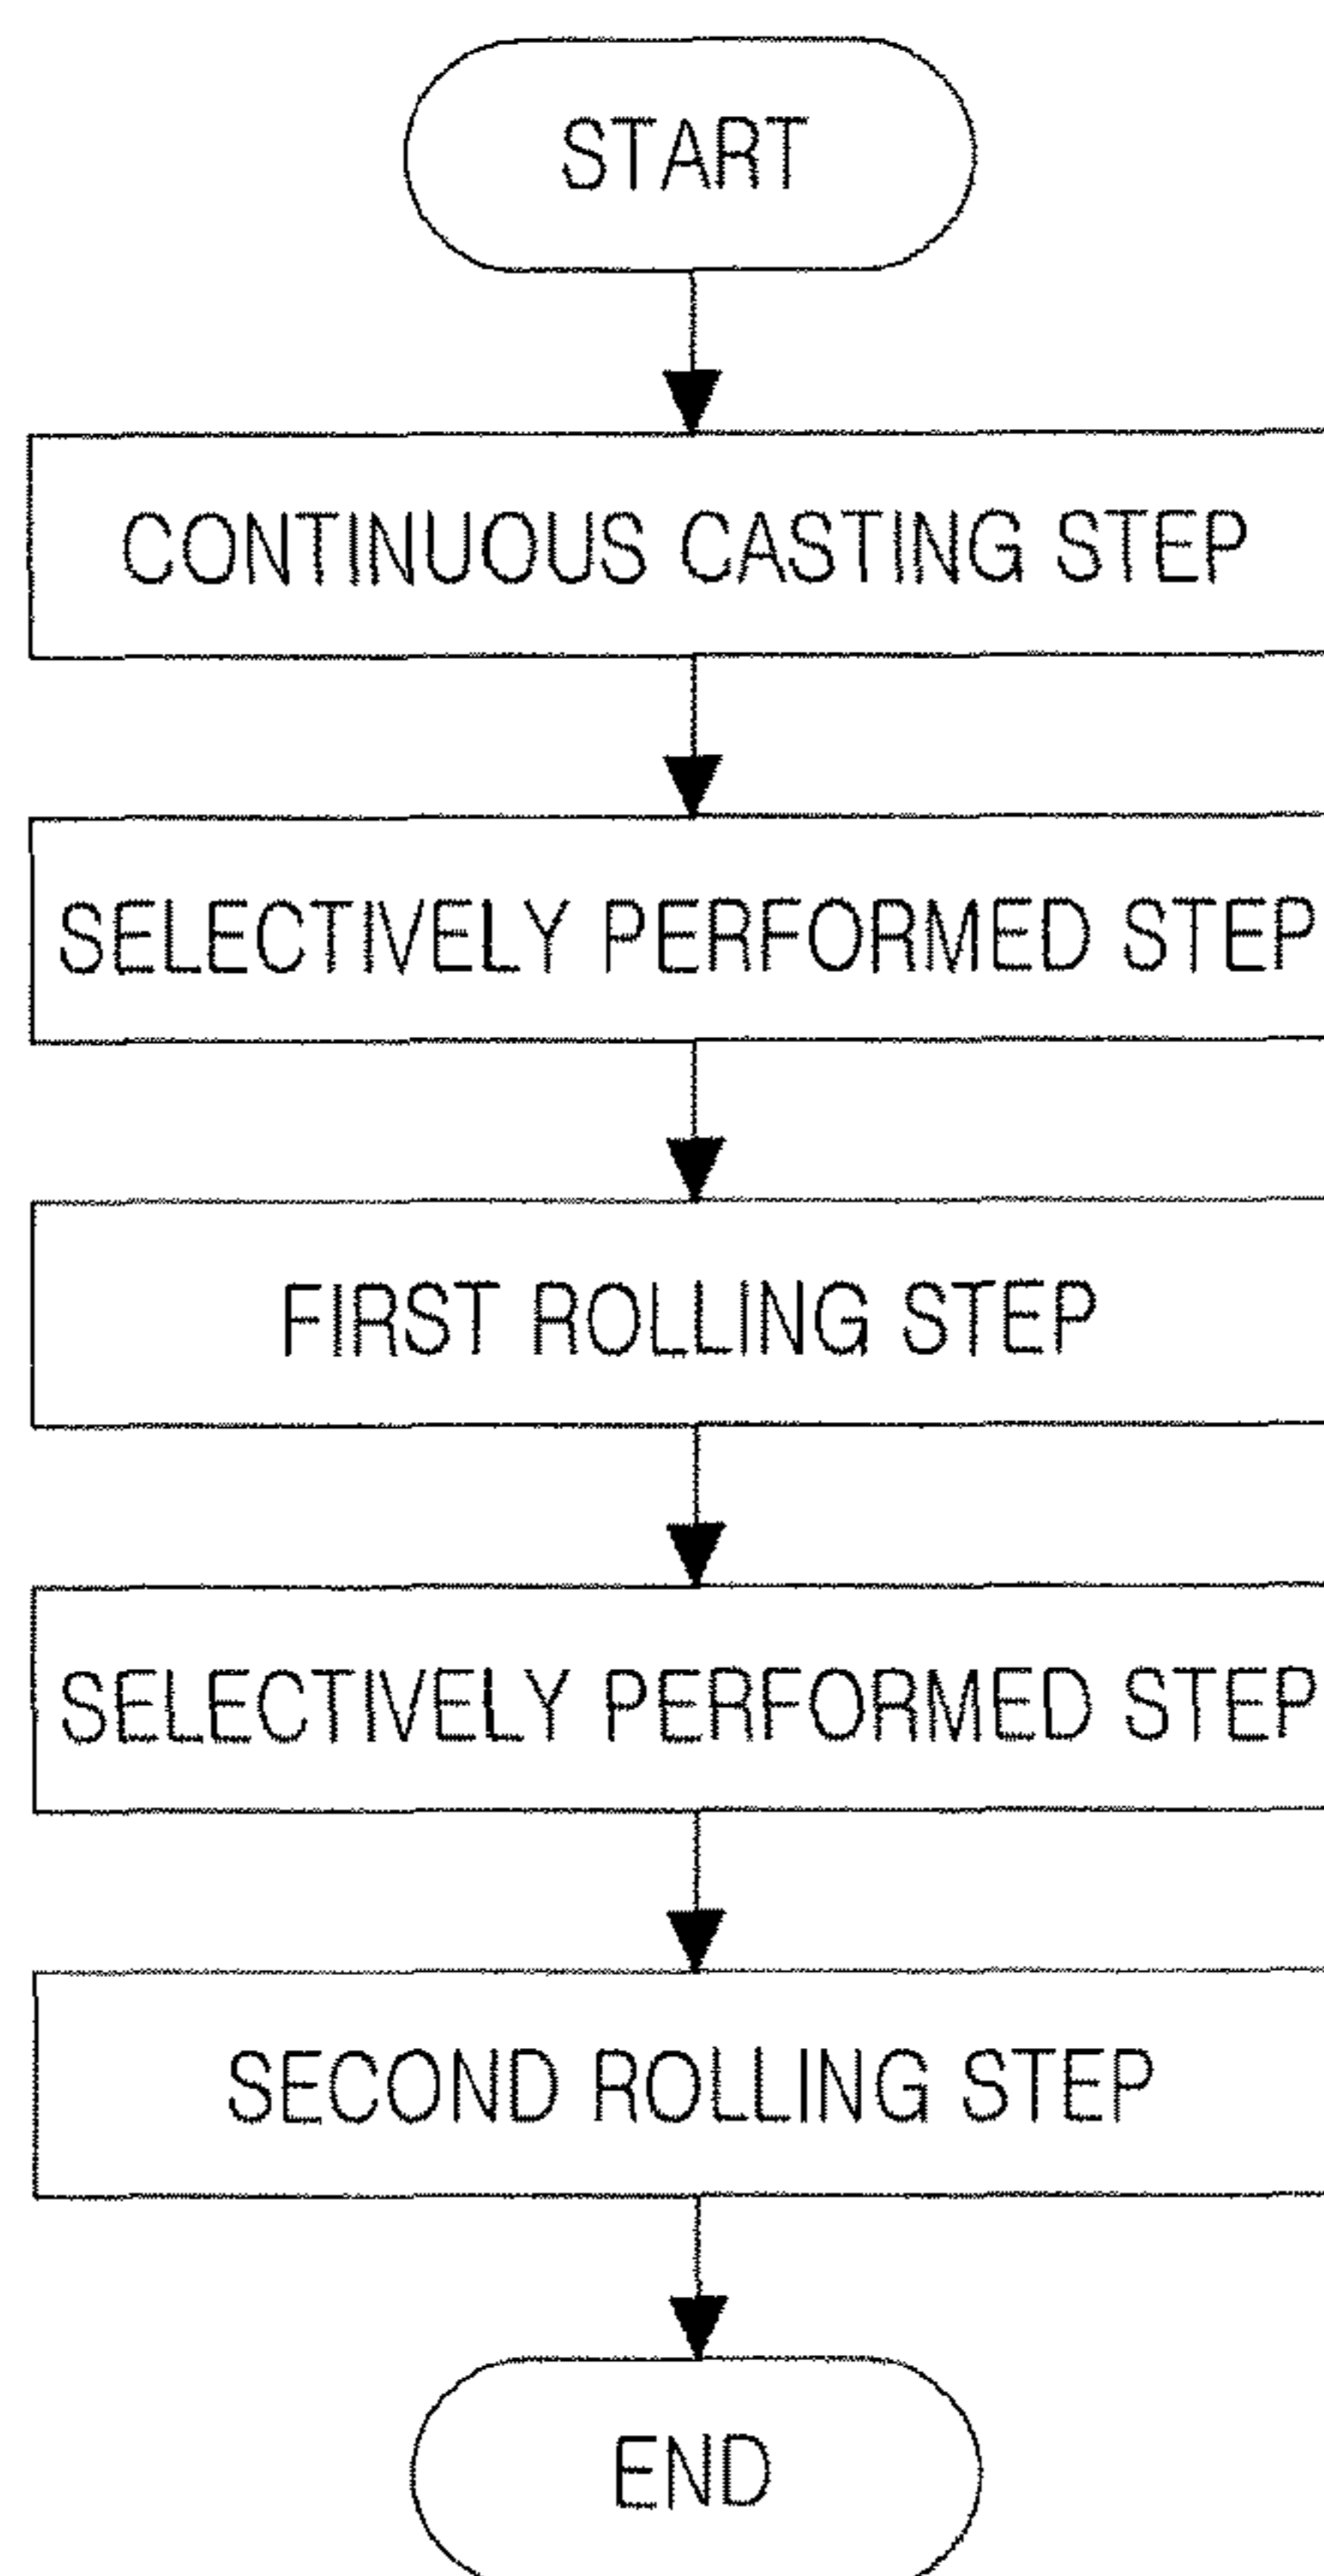 START
CONTINUOUS CASTING STEP
SELECTIVELY PERFORMED STEP
FIRST ROLLING STEP
SELECTIVELY PERFORMED STEP
SECOND ROLLING STEP
END